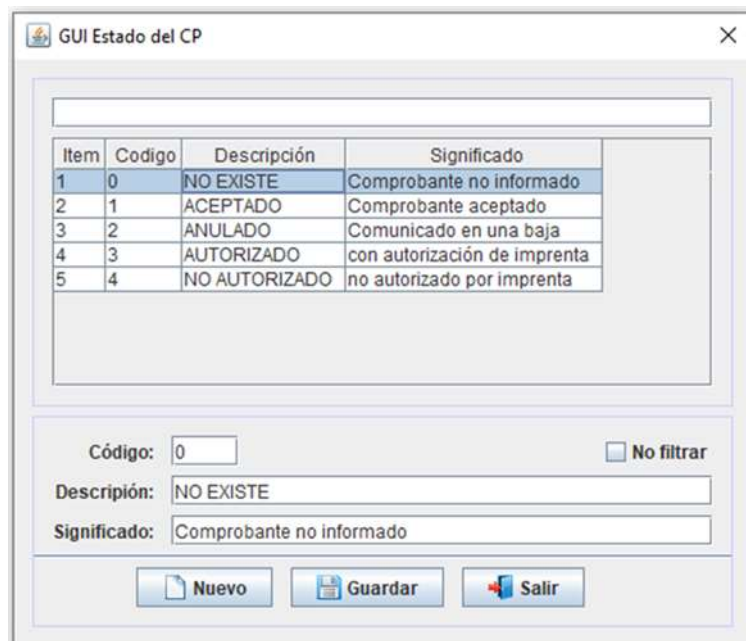 GUI Estado del CP
Item Codigo Descripción Significado
1 0 NO EXISTE Comprobante no informado
2 1 ACEPTADO Comprobante aceptado
3 2 ANULADO Comunicado en una baja
4 3 AUTORIZADO con autorización de imprenta
5 4 NO AUTORIZADO no autorizado por imprenta
Código: 0 No filtrar
Descripión: NO EXISTE
Significado: Comprobante no informado
Nuevo Guardar Salir